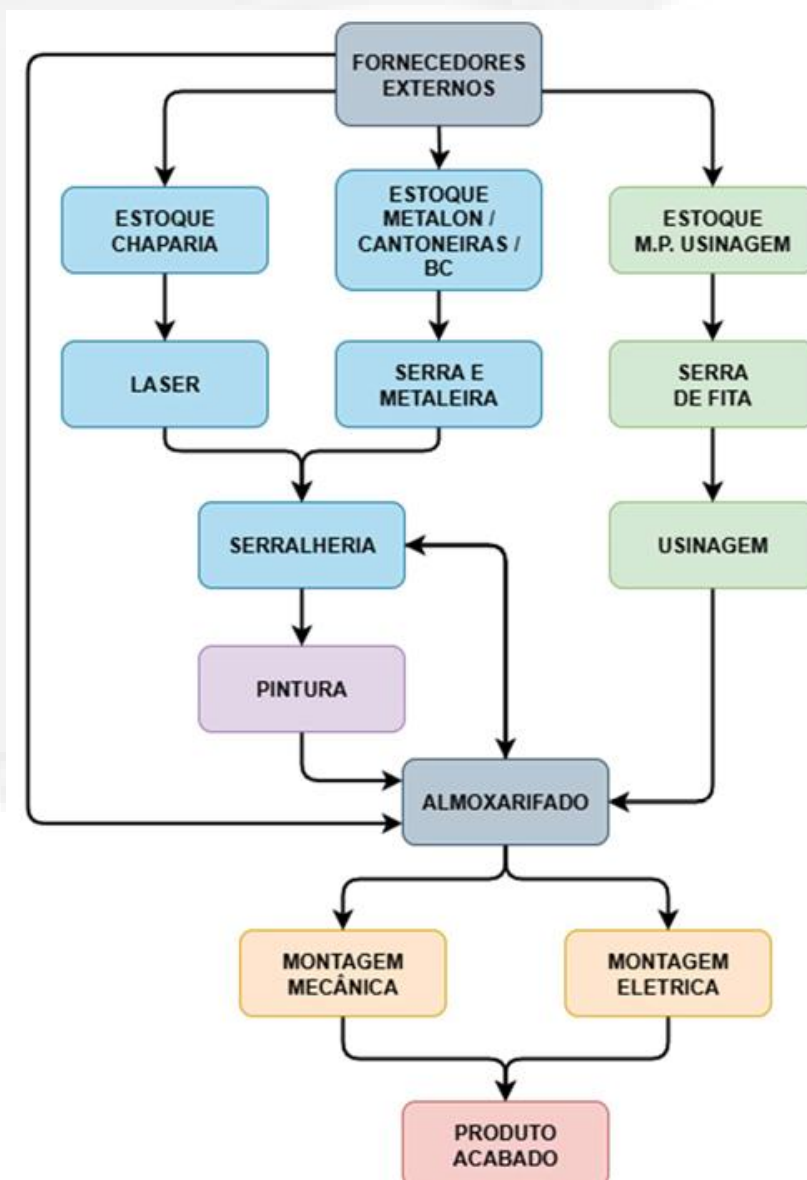 FORNECEDORES
EXTERNOS
ESTOQUE
CHAPARIA
ESTOQUE
METALON /
CANTONEIRAS /
BC
ESTOQUE
M.P. USINAGEM
LASER
SERRA E
METALEIRA
SERRA
DE FITA
SERRALHERIA
USINAGEM
PINTURA
ALMOXARIFADO
MONTAGEM
MECÂNICA
MONTAGEM
ELETRICA
PRODUTO
ACABADO